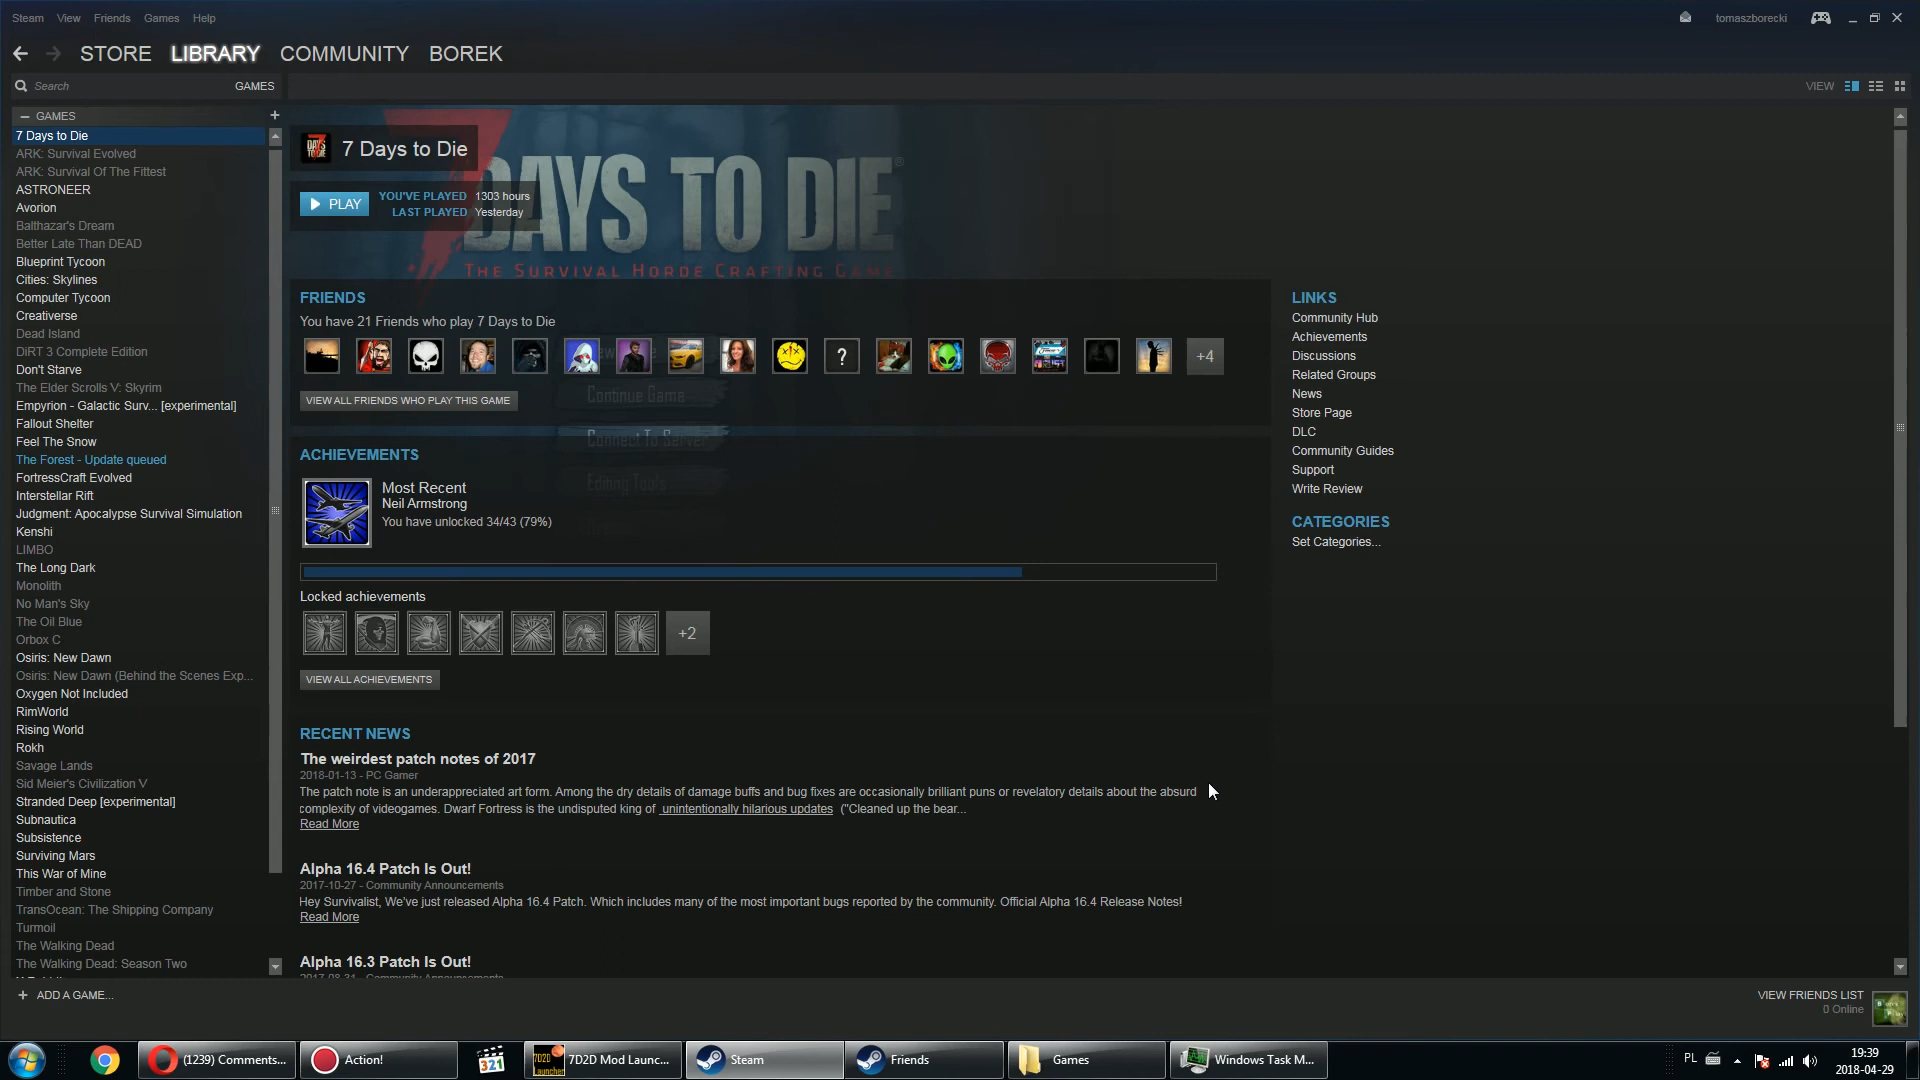 Steam View Friends Games Help
tomaszborecki
STORE LIBRARY COMMUNITY BOREK
Search
GAMES
VIEW
GAMES
7 Days to Die
ARK: Survival Evolved
ARK: Survival Of The Fittest
ASTRONEER
Avorion
Balthazar's Dream
Better Late Than DEAD
Blueprint Tycoon
Cities: Skylines
Computer Tycoon
Creativerse
Dead Island
DiRT 3 Complete Edition
Don't Starve
The Elder Scrolls V: Skyrim
Empyrion - Galactic Surv... [experimental]
Fallout Shelter
Feel The Snow
The Forest - Update queued
FortressCraft Evolved
Interstellar Rift
Judgment: Apocalypse Survival Simulation
Kenshi
LIMBO
The Long Dark
Monolith
No Man's Sky
The Oil Blue
Orbox C
Osiris: New Dawn
Osiris: New Dawn (Behind the Scenes Exp...
Oxygen Not Included
RimWorld
Rising World
Rokh
Savage Lands
Sid Meier's Civilization V
Stranded Deep [experimental]
Subnautica
Subsistence
Surviving Mars
This War of Mine
Timber and Stone
TransOcean: The Shipping Company
Turmoil
The Walking Dead
The Walking Dead: Season Two
ADD A GAME...
7 Days to Die
DAYS TO DIE
THE SURVIVAL HORDE CRAFTING GAME
PLAY
YOU'VE PLAYED 1303 hours
LAST PLAYED Yesterday
FRIENDS
You have 21 Friends who play 7 Days to Die
?
+4
VIEW ALL FRIENDS WHO PLAY THIS GAME
Continue Game
Connect To Server
Editing Tools
ACHIEVEMENTS
Most Recent
Neil Armstrong
You have unlocked 34/43 (79%)
Locked achievements
+2
VIEW ALL ACHIEVEMENTS
RECENT NEWS
The weirdest patch notes of 2017
2018-01-13 - PC Gamer
The patch note is an underappreciated art form. Among the dry details of damage buffs and bug fixes are occasionally brilliant puns or revelatory details about the absurd
complexity of videogames. Dwarf Fortress is the undisputed king of unintentionally hilarious updates ("Cleaned up the bear...
Read More
Alpha 16.4 Patch Is Out!
2017-10-27 - Community Announcements
Hey Survivalist, We've just released Alpha 16.4 Patch. Which includes many of the most important bugs reported by the community. Official Alpha 16.4 Release Notes!
Read More
Alpha 16.3 Patch Is Out!
2017-08-31 - Community Announcements
LINKS
Community Hub
Achievements
Discussions
Related Groups
News
Store Page
DLC
Community Guides
Support
Write Review
CATEGORIES
Set Categories...
VIEW FRIENDS LIST
0 Online
(1239) Comments...
Action!
321
7D2D Launcher
7D2D Mod Launc...
Steam
Friends
Games
Windows Task M...
PL
19:39
2018-04-29